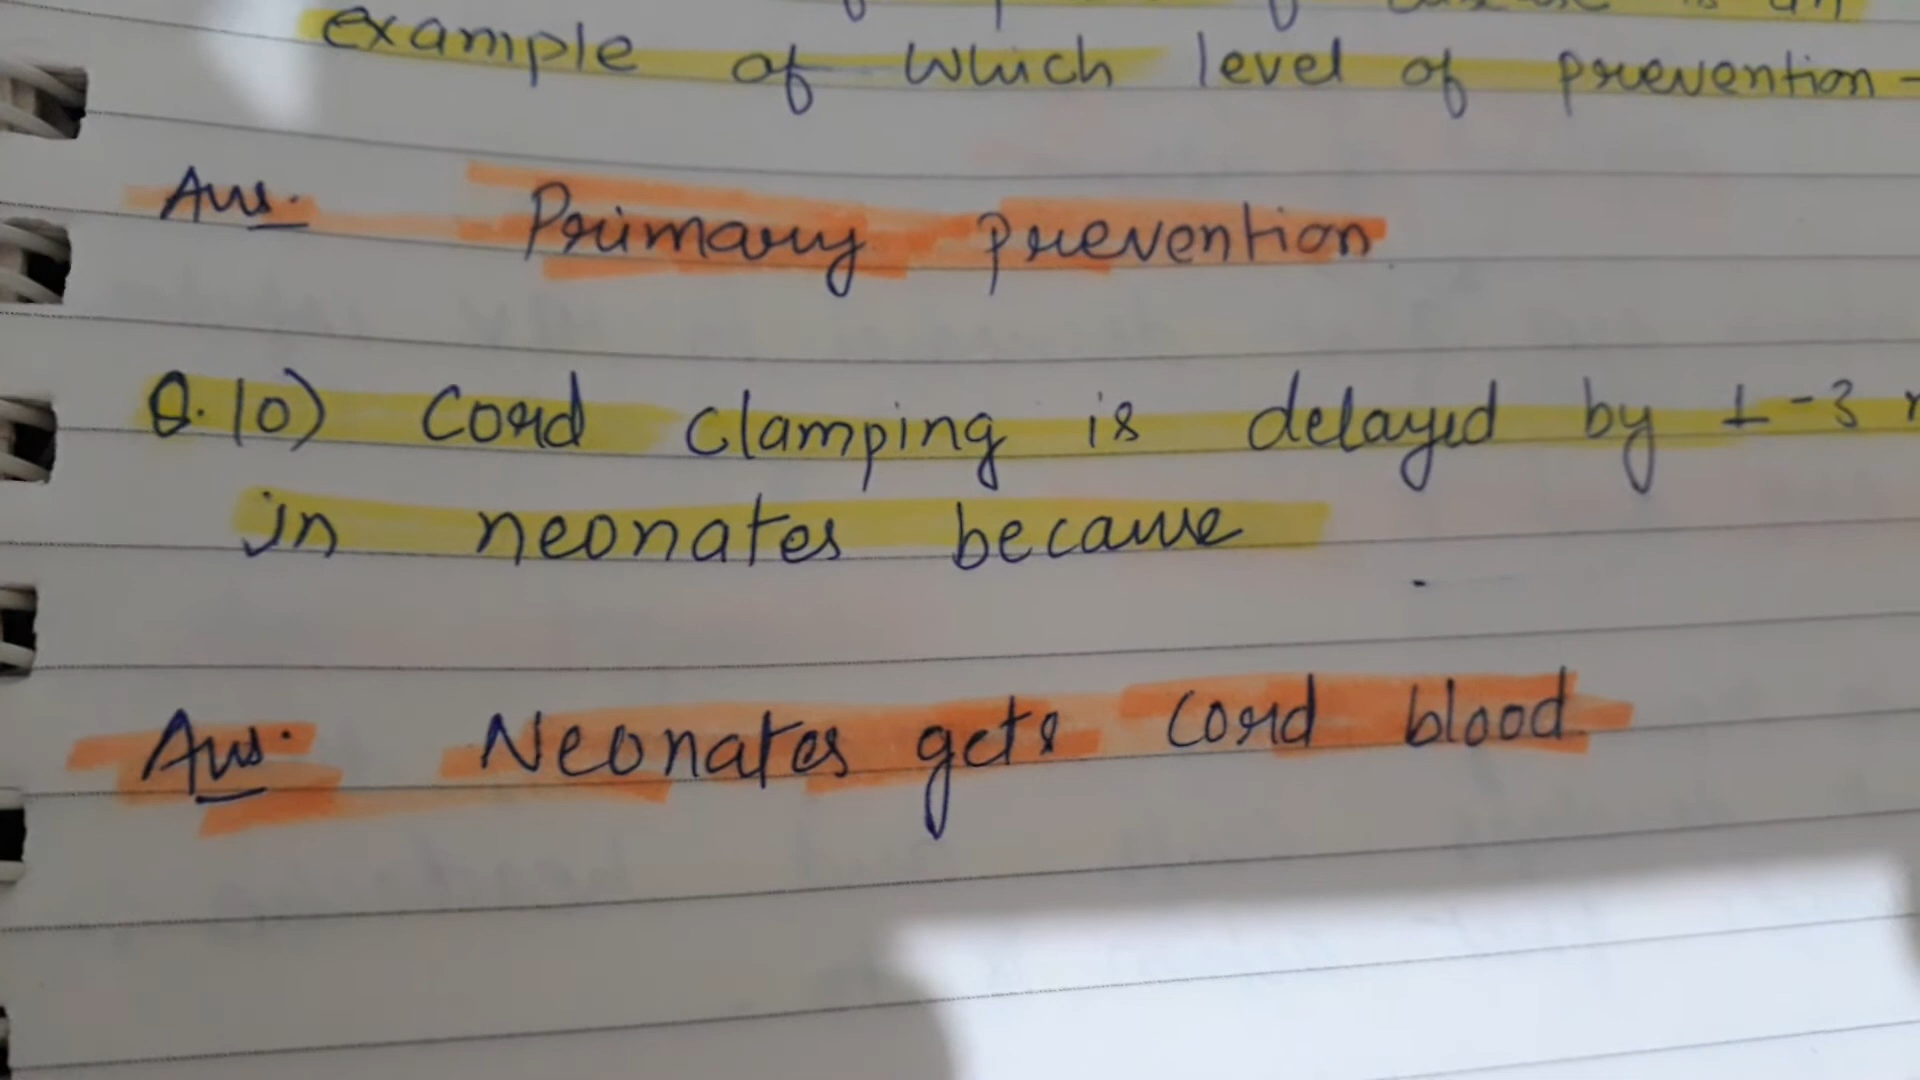 example of which level of prevention -
Ans. Primary prevention
Q.10) Cord clamping is delayed by 1-3
in neonates because
Ans. Neonates gets cord blood